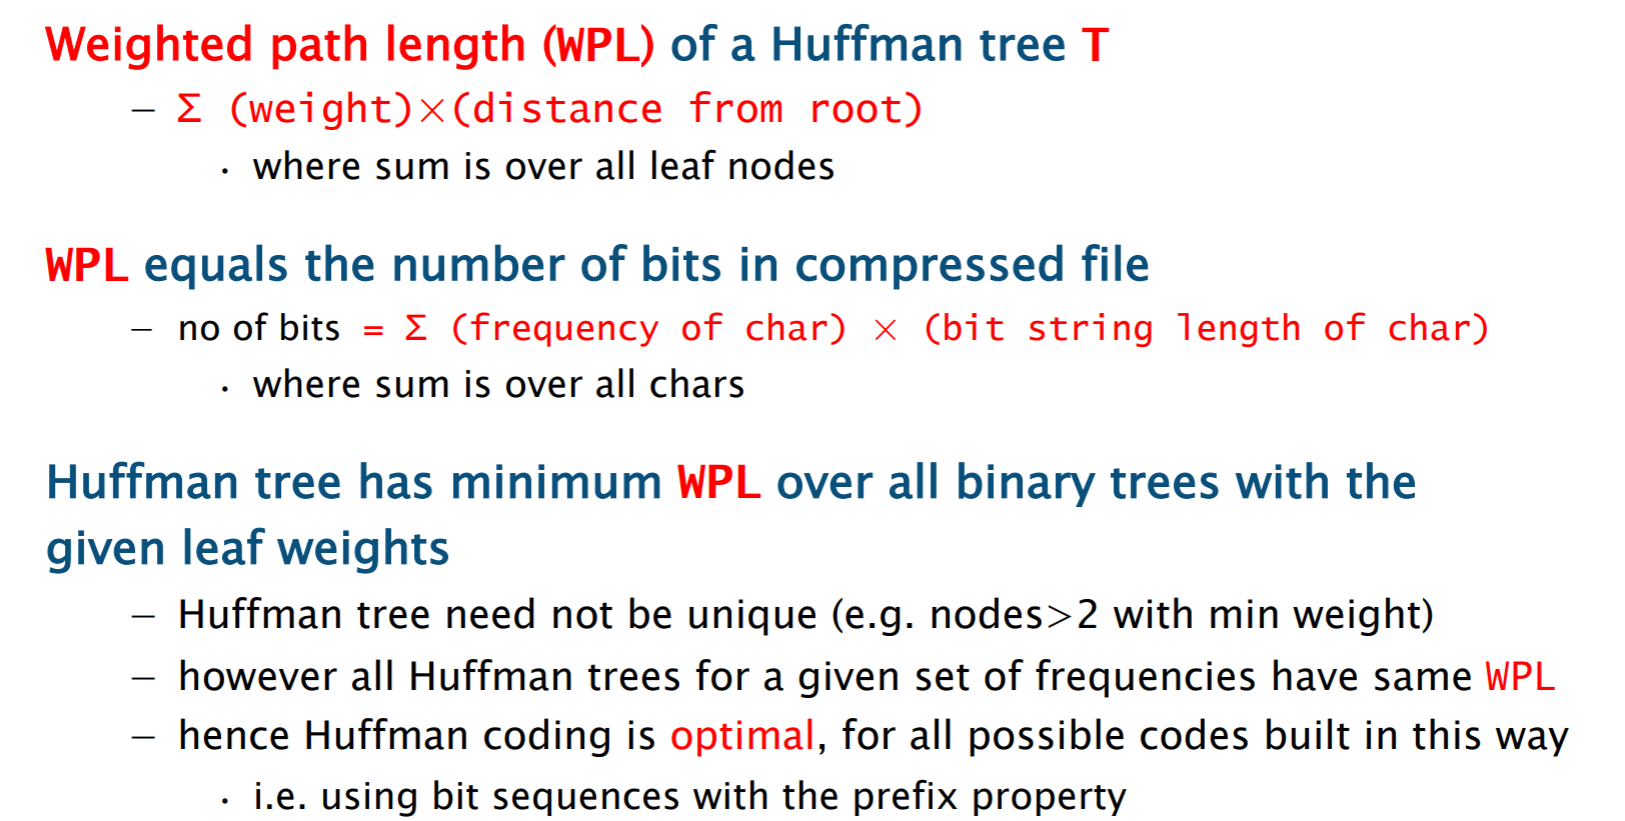 Weighted path length (WPL) of a Huffman tree T
– Σ (weight)×(distance from root)
· where sum is over all leaf nodes
WPL equals the number of bits in compressed file
– no of bits = Σ (frequency of char) × (bit string length of char)
· where sum is over all chars
Huffman tree has minimum WPL over all binary trees with the
given leaf weights
– Huffman tree need not be unique (e.g. nodes>2 with min weight)
– however all Huffman trees for a given set of frequencies have same WPL
– hence Huffman coding is optimal, for all possible codes built in this way
· i.e. using bit sequences with the prefix property